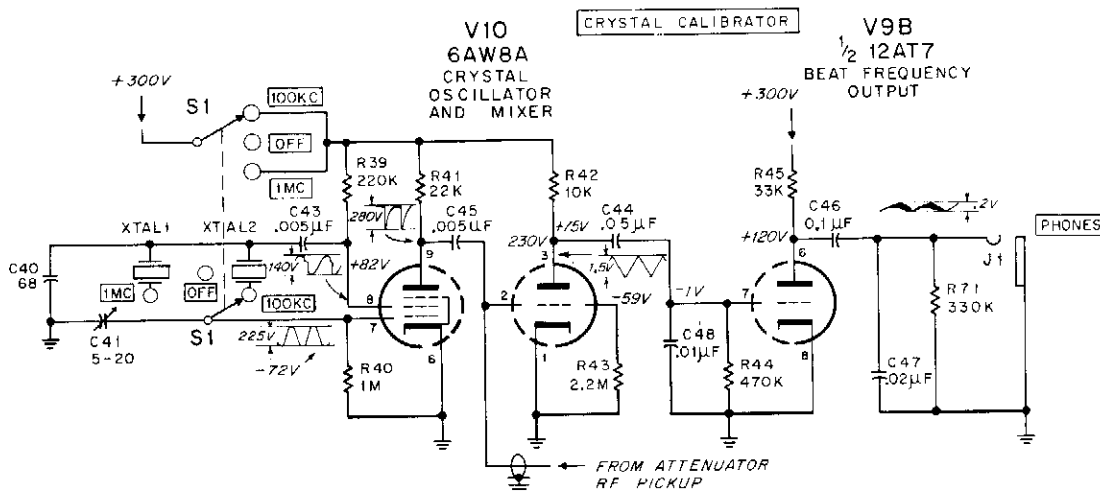 CRYSTAL CALIBRATOR
V10
6AW8A
CRYSTAL
OSCILLATOR
AND MIXER
V9B
1/2 12AT7
BEAT FREQUENCY
OUTPUT
+300V
S1
100KC
OFF
1MC
R39
220K
R41
22K
R42
10K
+300V
R45
33K
C43
.005µF
280V
C45
.005µF
+15V
C44
.05µF
C46
0.1µF
2V
PHONES
J1
XTAL1
XTAL2
140V
+82V
9
230V
3
1.5V
+120V
6
C40
68
1MC
OFF
100KC
8
7
2
-59V
-1V
7
R71
330K
C41
5-20
S1
225V
-72V
6
1
C48
.01µF
8
R40
1M
R43
2.2M
R44
470K
C47
.02µF
FROM ATTENUATOR
RF PICKUP